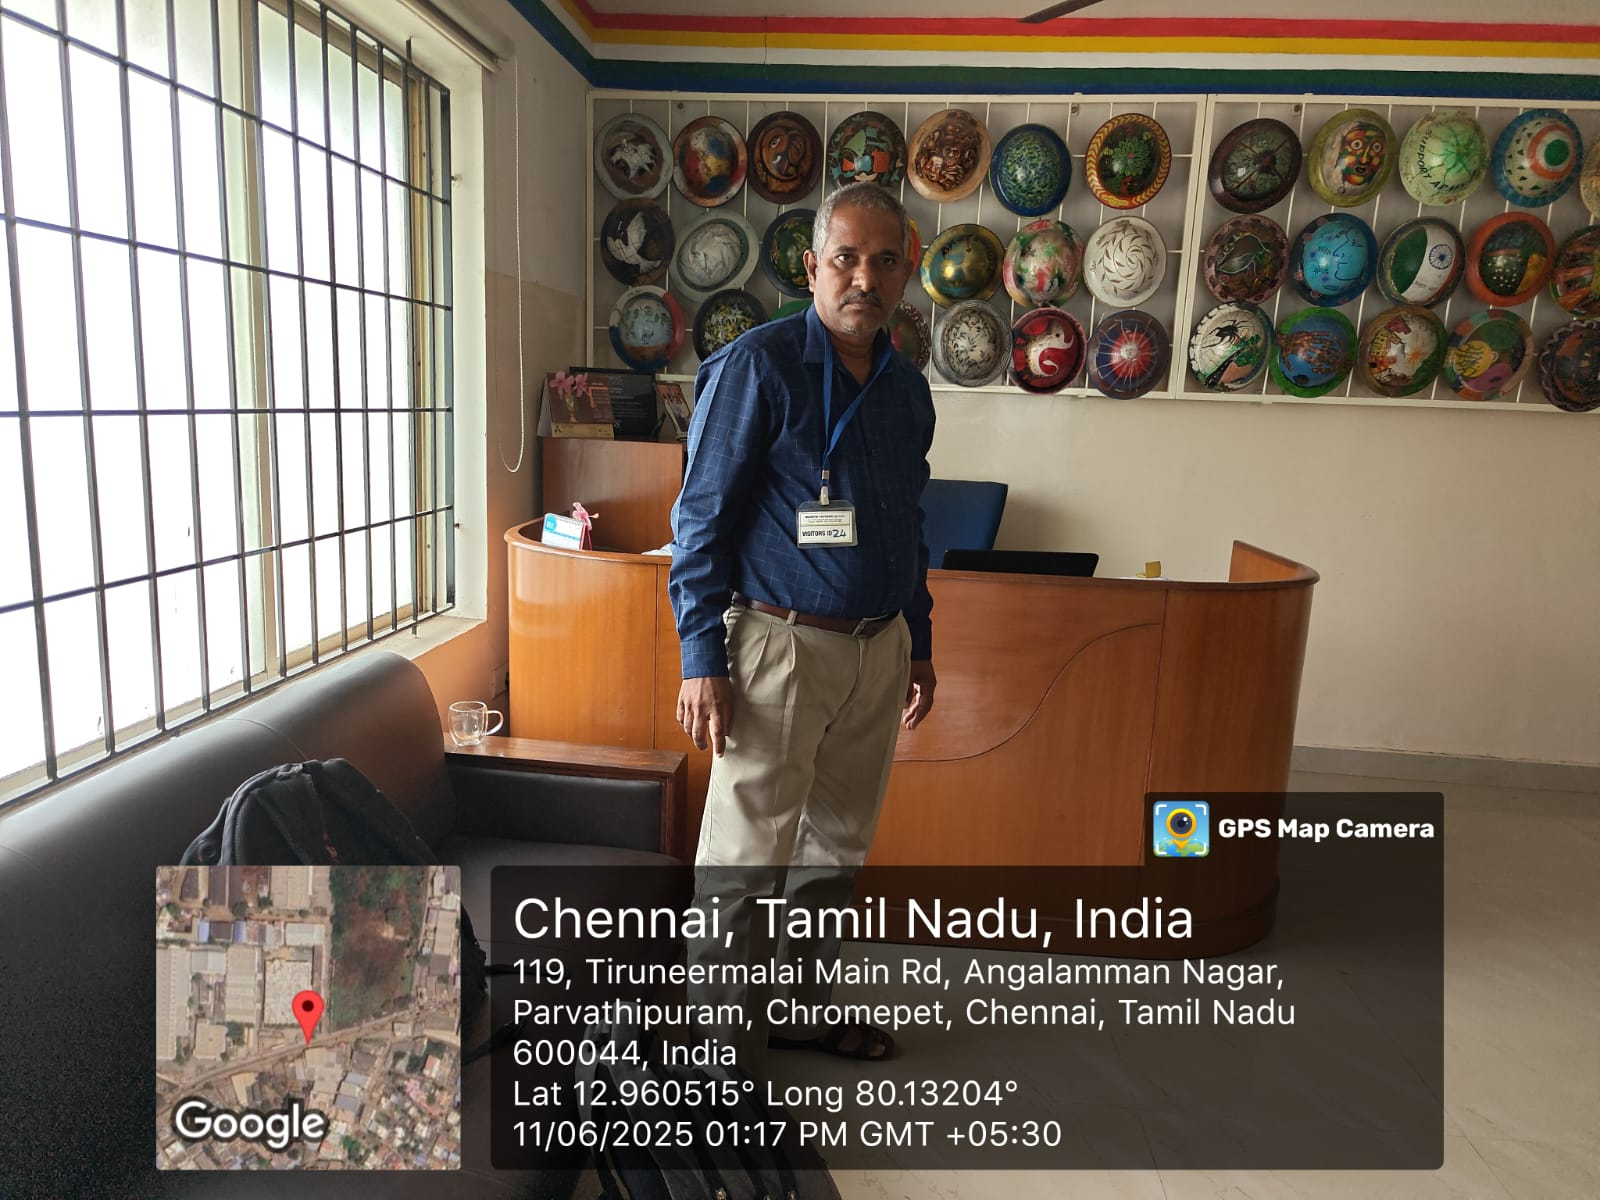 SUPPORT
VISITORS ID 24
GPS Map Camera
Chennai, Tamil Nadu, India
119, Tiruneermalai Main Rd, Angalamman Nagar,
Parvathipuram, Chromepet, Chennai, Tamil Nadu
600044, India
Lat 12.960515° Long 80.13204°
11/06/2025 01:17 PM GMT +05:30
Google